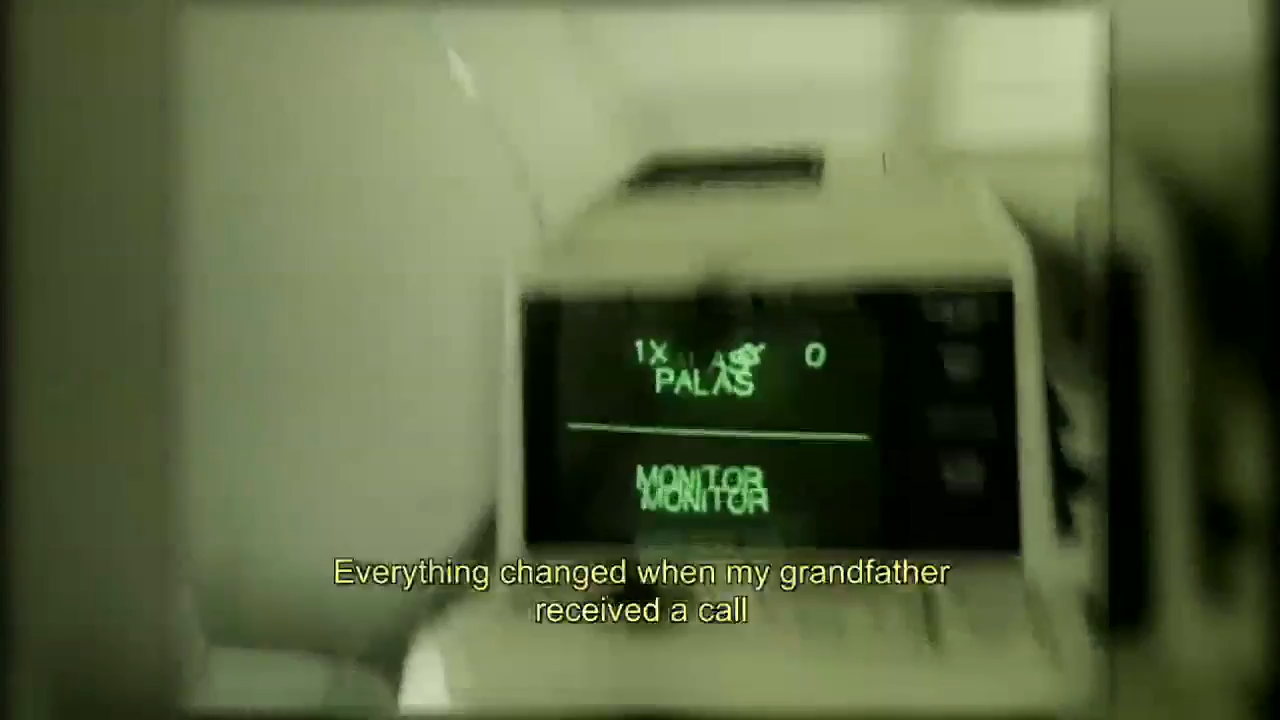 1X 0
PALAS
MONITOR
MONITOR
Everything changed when my grandfather
received a call